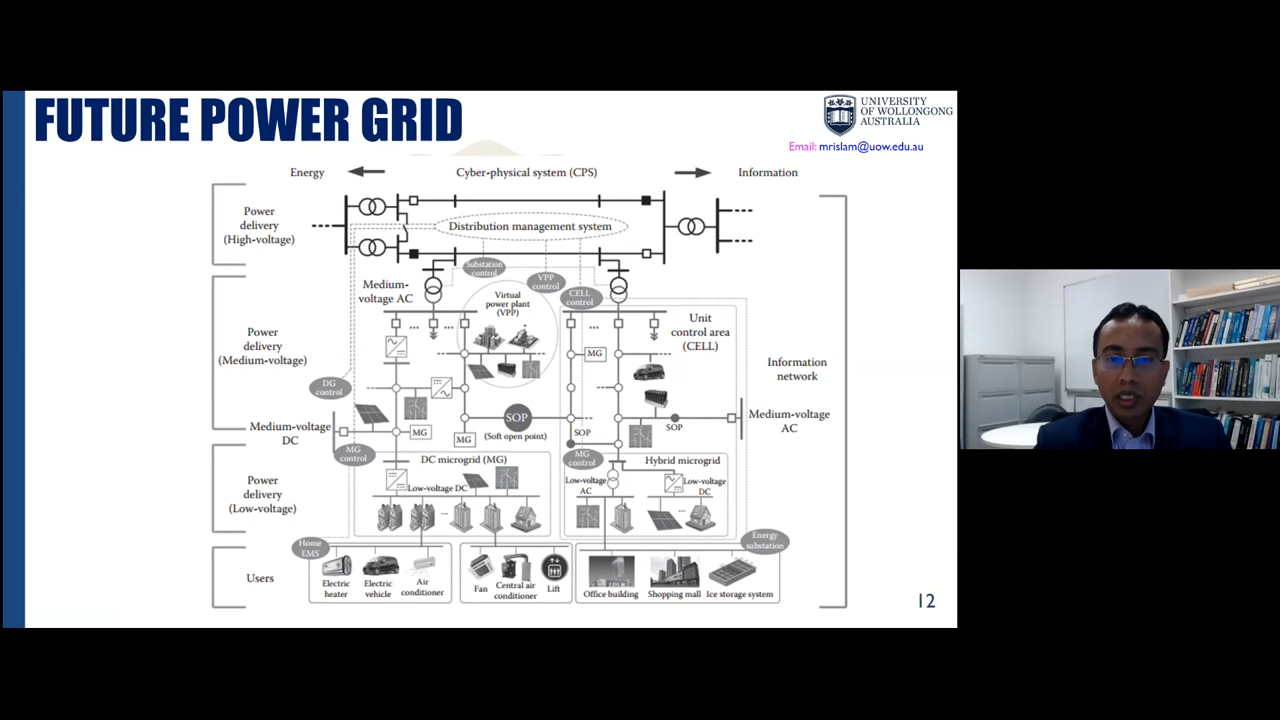 FUTURE POWER GRID
UNIVERSITY
OF WOLLONGONG
AUSTRALIA
Email: mrislam@uow.edu.au
Energy
Cyber-physical system (CPS)
Information
Power
delivery
(High-voltage)
Distribution management system
Substation
control
VPP
control
CELL
control
Medium-
voltage AC
Virtual
power plant
(VPP)
Unit
control area
(CELL)
Power
delivery
(Medium-voltage)
MG
Information
network
DG
control
Medium-voltage
DC
MG
MG
SOP
(Soft open point)
SOP
SOP
Medium-voltage
AC
MG
control
DC microgrid (MG)
MG
control
Hybrid microgrid
Power
delivery
(Low-voltage)
Low-voltage DC
Low-voltage
AC
Low-voltage
DC
Home
EMS
Energy
substation
Users
Electric
heater
Electric
vehicle
Air
conditioner
Fan
Central air
conditioner
Lift
Office building
Shopping mall
Ice storage system
12